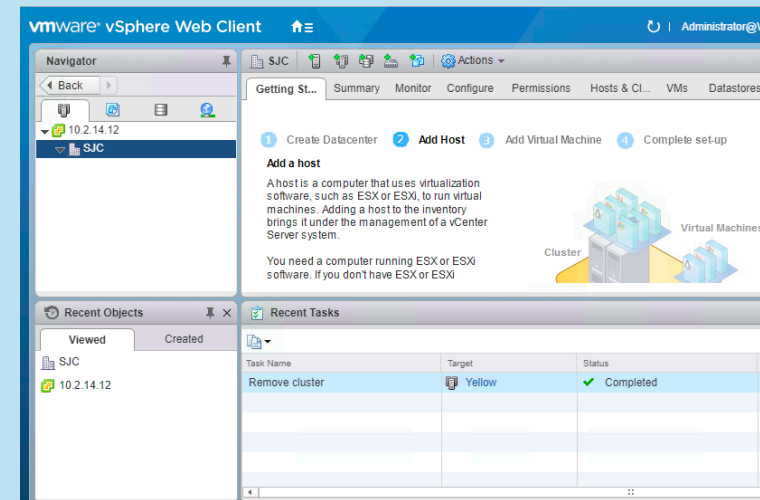 vmware® vSphere Web Client
Administrator@
Navigator
Back
10.2.14.12
SJC
SJC
Actions
Getting St... Summary Monitor Configure Permissions Hosts & Cl... VMs Datastores
1 Create Datacenter 2 Add Host 3 Add Virtual Machine 4 Complete set-up
Add a host
A host is a computer that uses virtualization
software, such as ESX or ESXi, to run virtual
machines. Adding a host to the inventory
brings it under the management of a vCenter
Server system.
You need a computer running ESX or ESXi
software. If you don't have ESX or ESXi
Virtual Machines
Cluster
Recent Objects
Viewed Created
SJC
10.2.14.12
Recent Tasks
Task Name Target Status
Remove cluster Yellow Completed